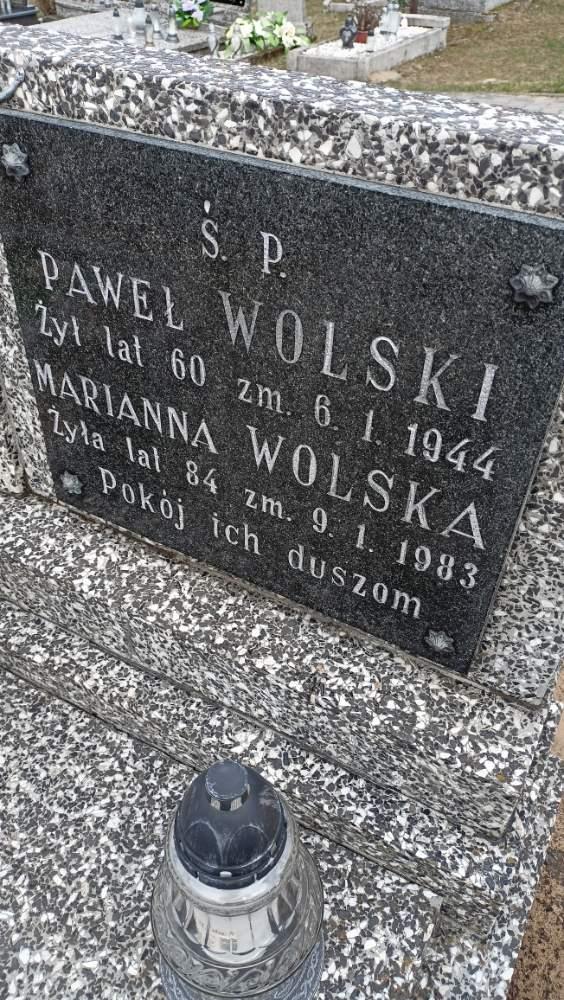 Ś. P.
PAWEŁ WOLSKI
Żył lat 60 zm. 6. 1. 1944
MARIANNA WOLSKA
Żyła lat 84 zm. 9. 1. 1983
Pokój ich duszom